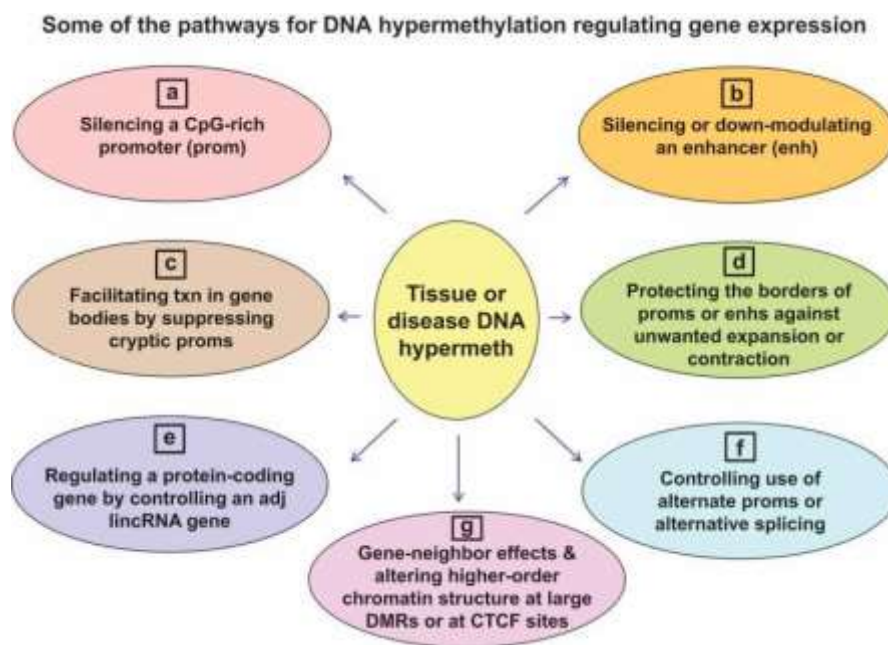 Some of the pathways for DNA hypermethylation regulating gene expression
a
Silencing a CpG-rich
promoter (prom)
b
Silencing or down-modulating
an enhancer (enh)
c
Facilitating txn in gene
bodies by suppressing
cryptic proms
Tissue or
disease DNA
hypermeth
d
Protecting the borders of
proms or enhs against
unwanted expansion or
contraction
e
Regulating a protein-coding
gene by controlling an adj
lincRNA gene
f
Controlling use of
alternate proms or
alternative splicing
g
Gene-neighbor effects &
altering higher-order
chromatin structure at large
DMRs or at CTCF sites